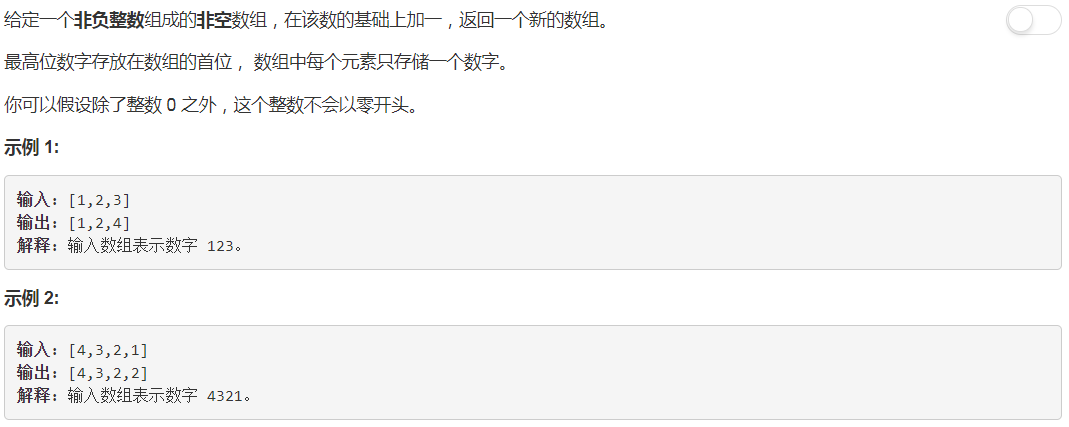 给定一个非负整数组成的非空数组，在该数的基础上加一，返回一个新的数组。
最高位数字存放在数组的首位， 数组中每个元素只存储一个数字。
你可以假设除了整数 0 之外，这个整数不会以零开头。
示例 1:
输入: [1,2,3]
输出: [1,2,4]
解释: 输入数组表示数字 123。
示例 2:
输入: [4,3,2,1]
输出: [4,3,2,2]
解释: 输入数组表示数字 4321。